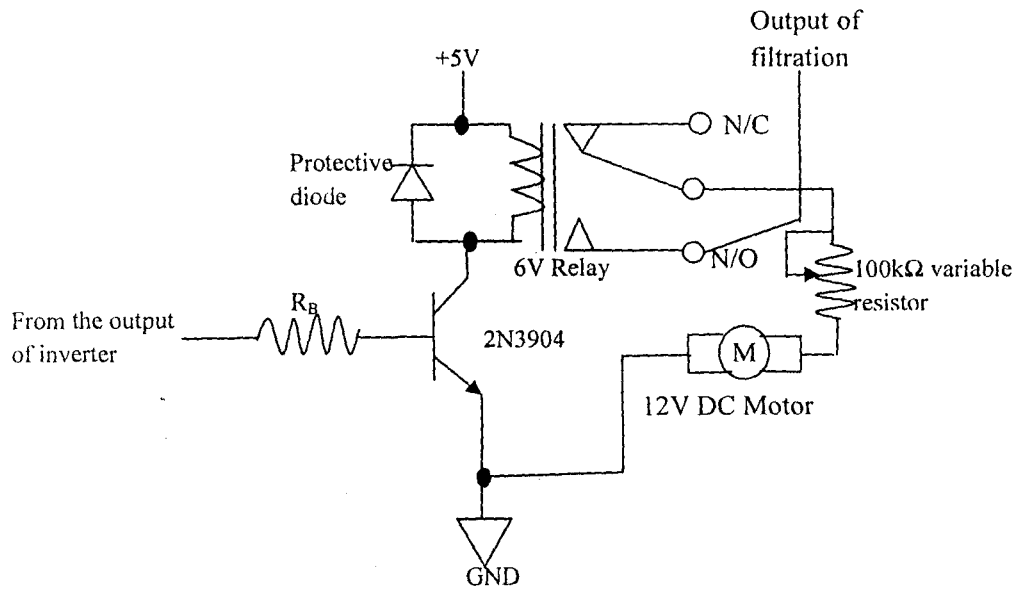 Output of
filtration
+5V
N/C
Protective
diode
N/O
6V Relay
100kΩ variable
resistor
R_B
From the output
of inverter
2N3904
M
12V DC Motor
GND